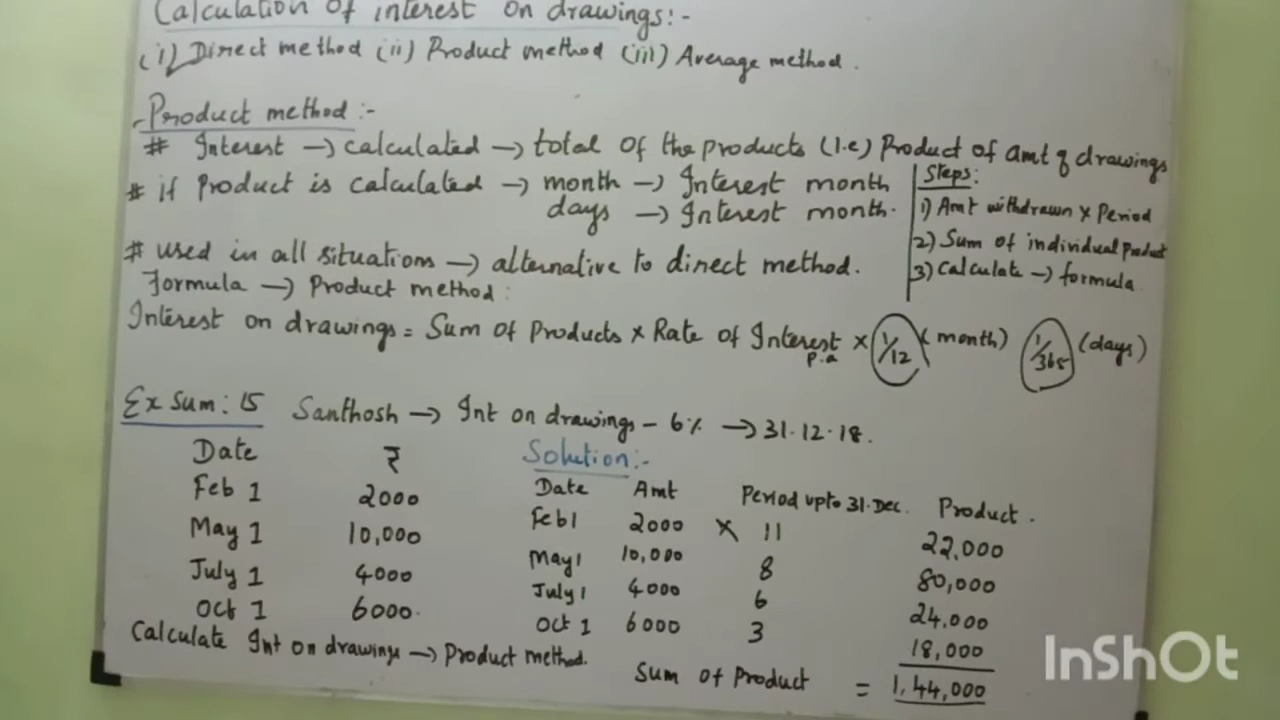 Calculation of interest on drawings:-
(i) Direct method (ii) Product method (iii) Average method.
Product method :-
# Interest → calculated → total of the products (i.e) Product of amt of drawings
# if Product is calculated → month → Interest month
days → Interest month.
# used in all situations → alternative to direct method.
Steps:
1) Amt withdrawn x Period
2) Sum of individual product
3) Calculate → formula
Formula → Product method:
Interest on drawings = Sum of Products x Rate of Interest p.a x 1/12 (month) 1/365 (days)
Ex Sum: 15 Santhosh → Int on drawings - 6% → 31.12.18.
Date ₹
Feb 1 2000
May 1 10,000
July 1 4000
Oct 1 6000.
Calculate Int on drawings → Product method.
Solution:-
Date Amt Period upto 31.Dec. Product.
Feb 1 2000 x 11 22,000
May 1 10,000 8 80,000
July 1 4000 6 24,000
Oct 1 6000 3 18,000
Sum of Product = 1,44,000
InShOt